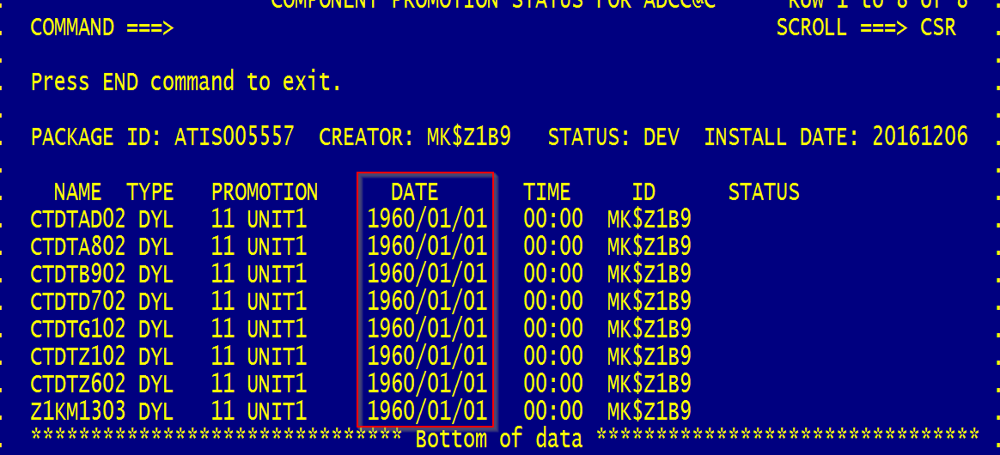 COMPONENT PROMOTION STATUS FOR ADCC@C Row 1 to 8 of 8
COMMAND ===> SCROLL ===> CSR
Press END command to exit.
PACKAGE ID: ATIS005557 CREATOR: MK$Z1B9 STATUS: DEV INSTALL DATE: 20161206
NAME TYPE PROMOTION DATE TIME ID STATUS
CTDTAD02 DYL 11 UNIT1 1960/01/01 00:00 MK$Z1B9
CTDTA802 DYL 11 UNIT1 1960/01/01 00:00 MK$Z1B9
CTDTB902 DYL 11 UNIT1 1960/01/01 00:00 MK$Z1B9
CTDTD702 DYL 11 UNIT1 1960/01/01 00:00 MK$Z1B9
CTDTG102 DYL 11 UNIT1 1960/01/01 00:00 MK$Z1B9
CTDTZ102 DYL 11 UNIT1 1960/01/01 00:00 MK$Z1B9
CTDTZ602 DYL 11 UNIT1 1960/01/01 00:00 MK$Z1B9
Z1KM1303 DYL 11 UNIT1 1960/01/01 00:00 MK$Z1B9
******************************* Bottom of data ********************************